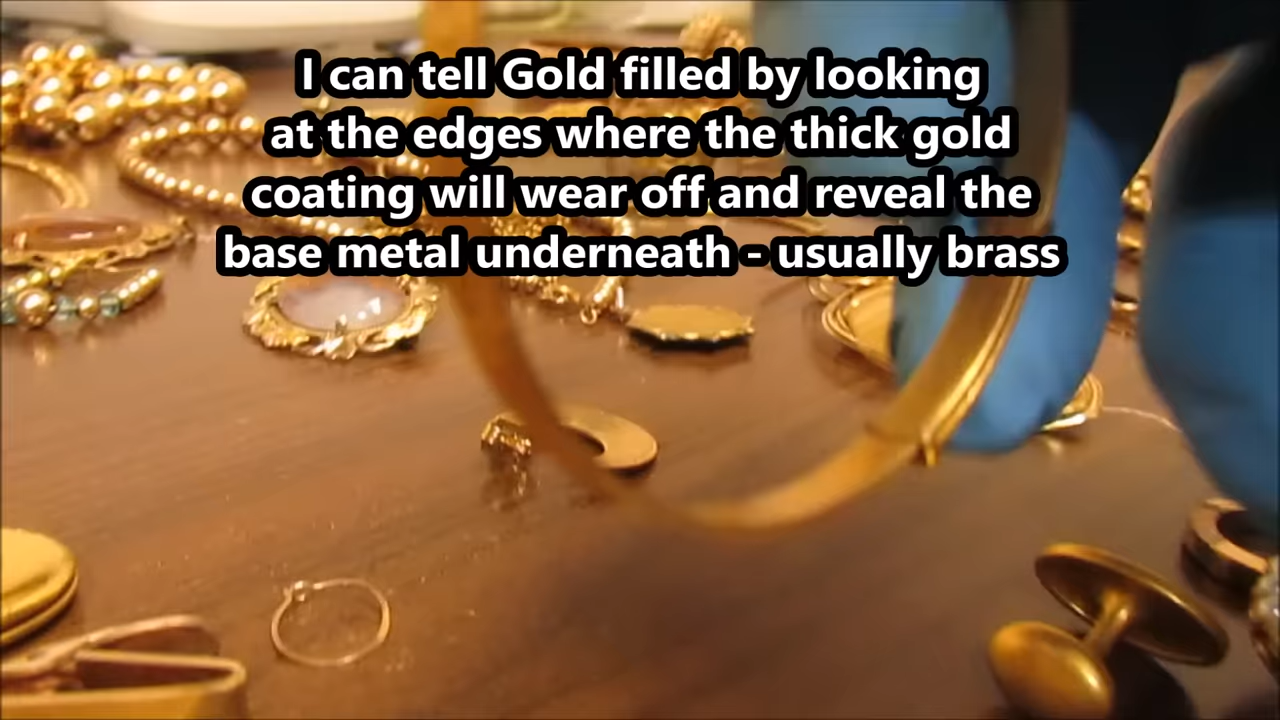 I can tell Gold filled by looking
at the edges where the thick gold
coating will wear off and reveal the
base metal underneath - usually brass